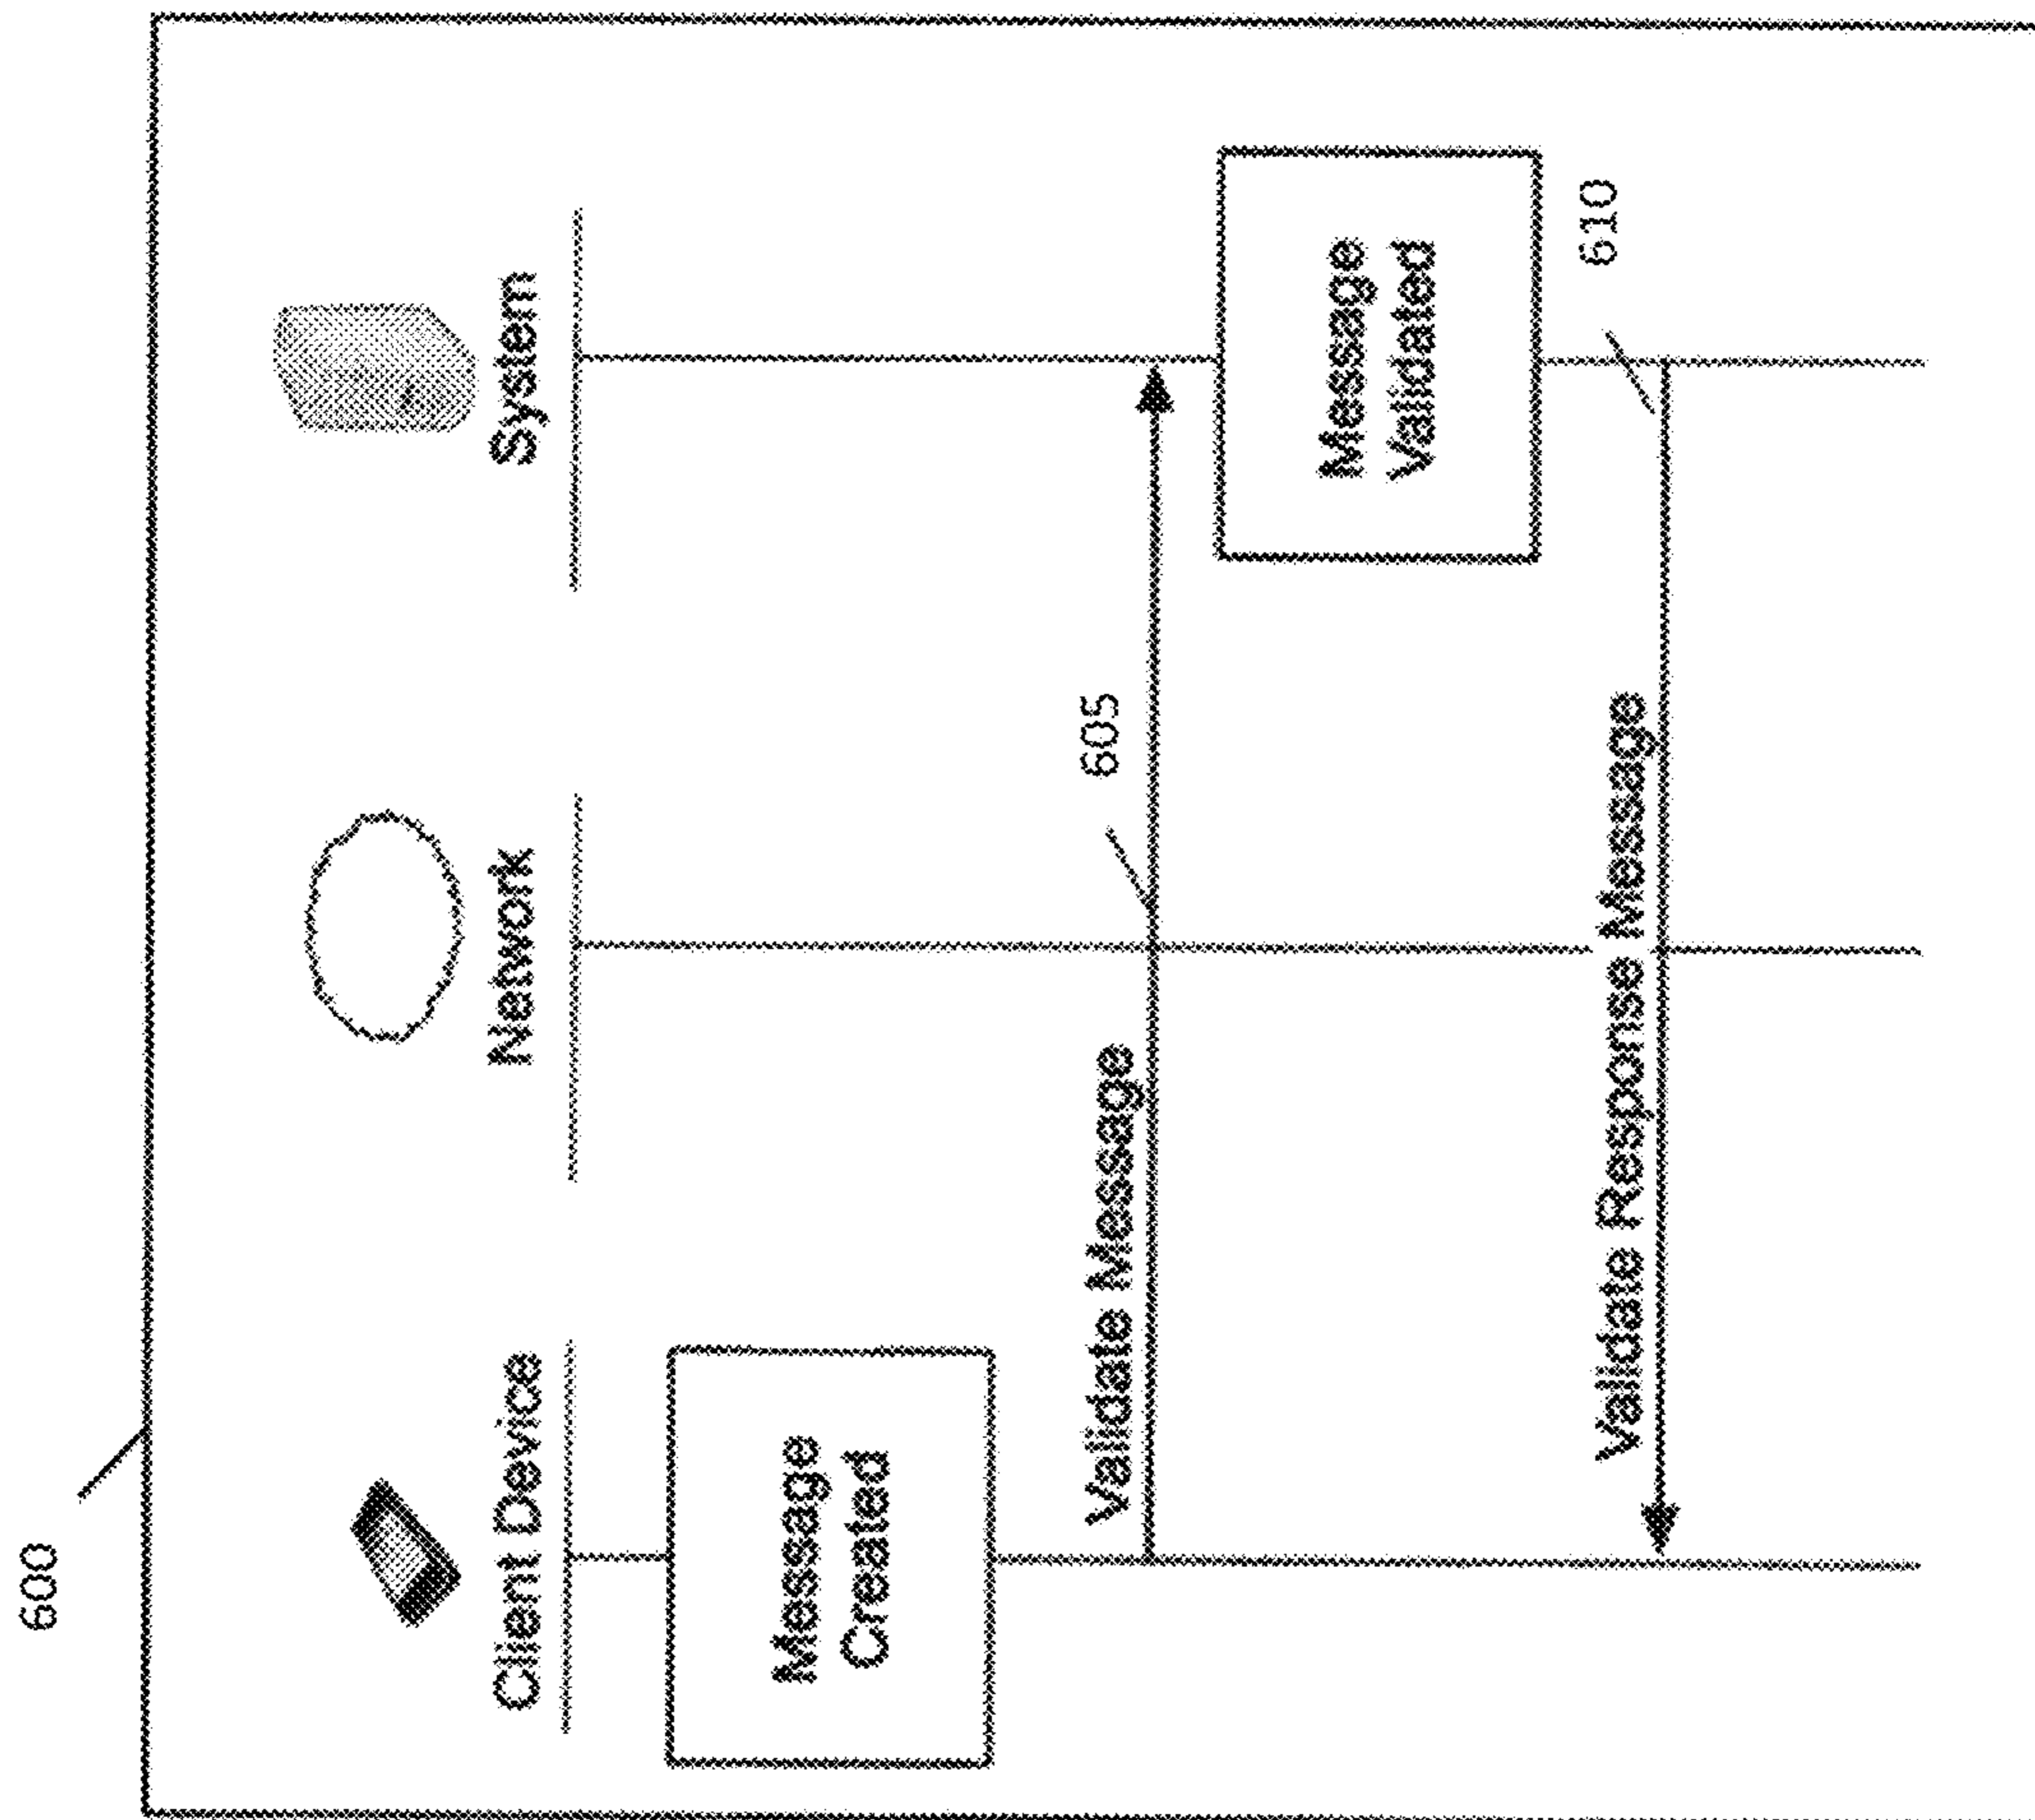 600
Client Device
Network
System
Message
Created
Validate Message
605
Message
Validated
Validate Response Message
610